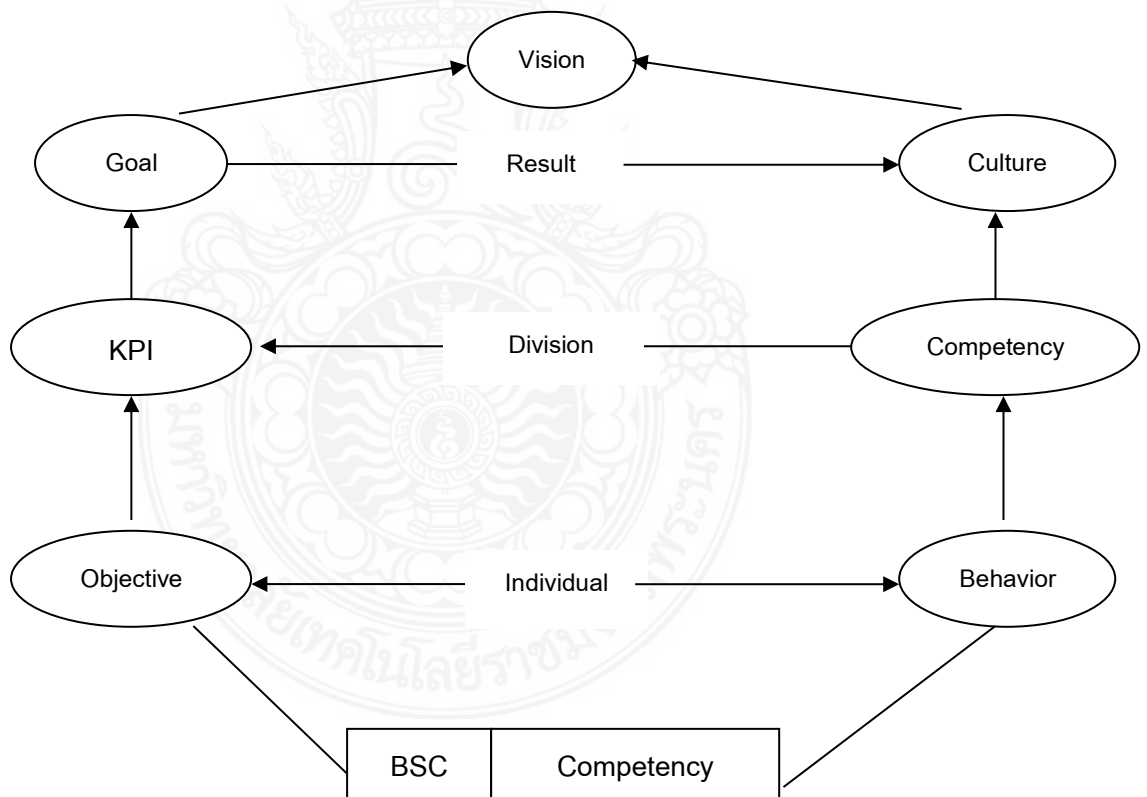 Vision
Goal
Result
Culture
KPI
Division
Competency
Objective
Individual
Behavior
BSC
Competency